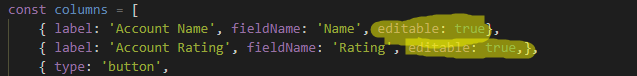 const columns = [
{ label: 'Account Name', fieldName: 'Name', editable: true},
{ label: 'Account Rating', fieldName: 'Rating', editable: true,},
{ type: 'button',